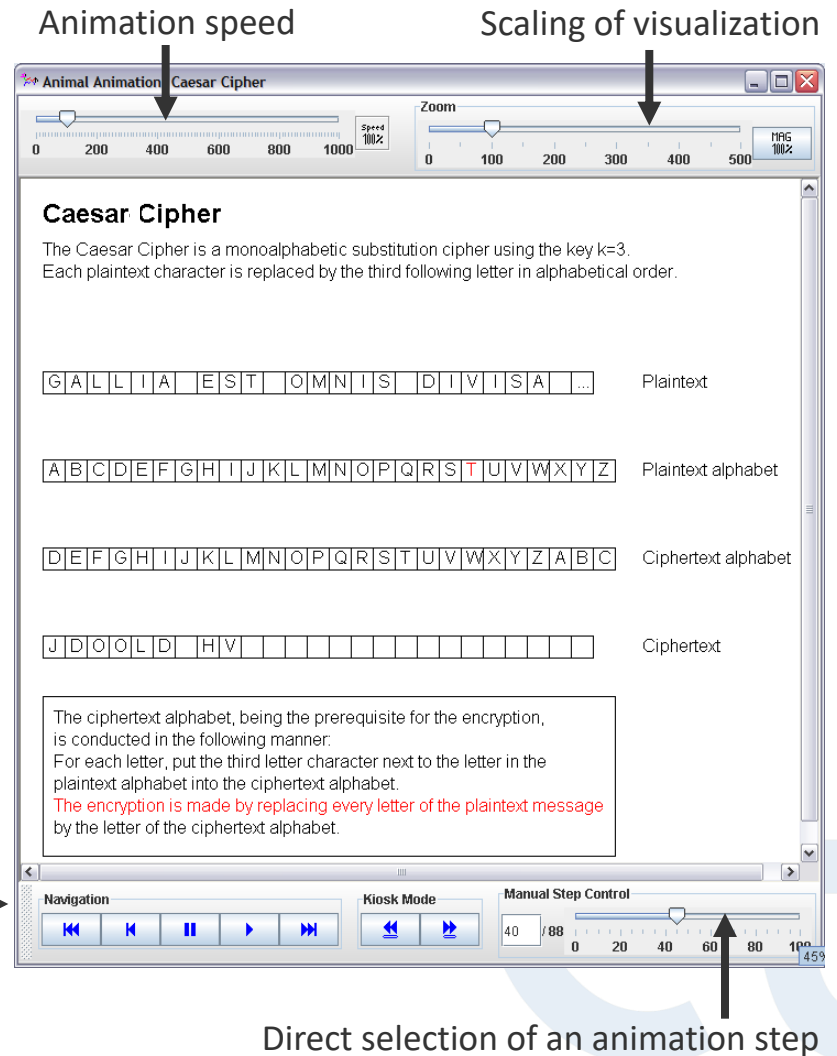 Animation speed
Scaling of visualization
Animal Animation: Caesar Cipher
Zoom
Speed
100%
MAG
100%
0 200 400 600 800 1000
0 100 200 300 400 500
Caesar Cipher
The Caesar Cipher is a monoalphabetic substitution cipher using the key k=3.
Each plaintext character is replaced by the third following letter in alphabetical order.
G A L L I A E S T O M N I S D I V I S A ... Plaintext
A B C D E F G H I J K L M N O P Q R S T U V W X Y Z Plaintext alphabet
D E F G H I J K L M N O P Q R S T U V W X Y Z A B C Ciphertext alphabet
J D O O L D H V Ciphertext
The ciphertext alphabet, being the prerequisite for the encryption,
is conducted in the following manner:
For each letter, put the third letter character next to the letter in the
plaintext alphabet into the ciphertext alphabet.
The encryption is made by replacing every letter of the plaintext message
by the letter of the ciphertext alphabet.
Navigation
Kiosk Mode
Manual Step Control
40 / 88
0 20 40 60 80 100
45%
Direct selection of an animation step